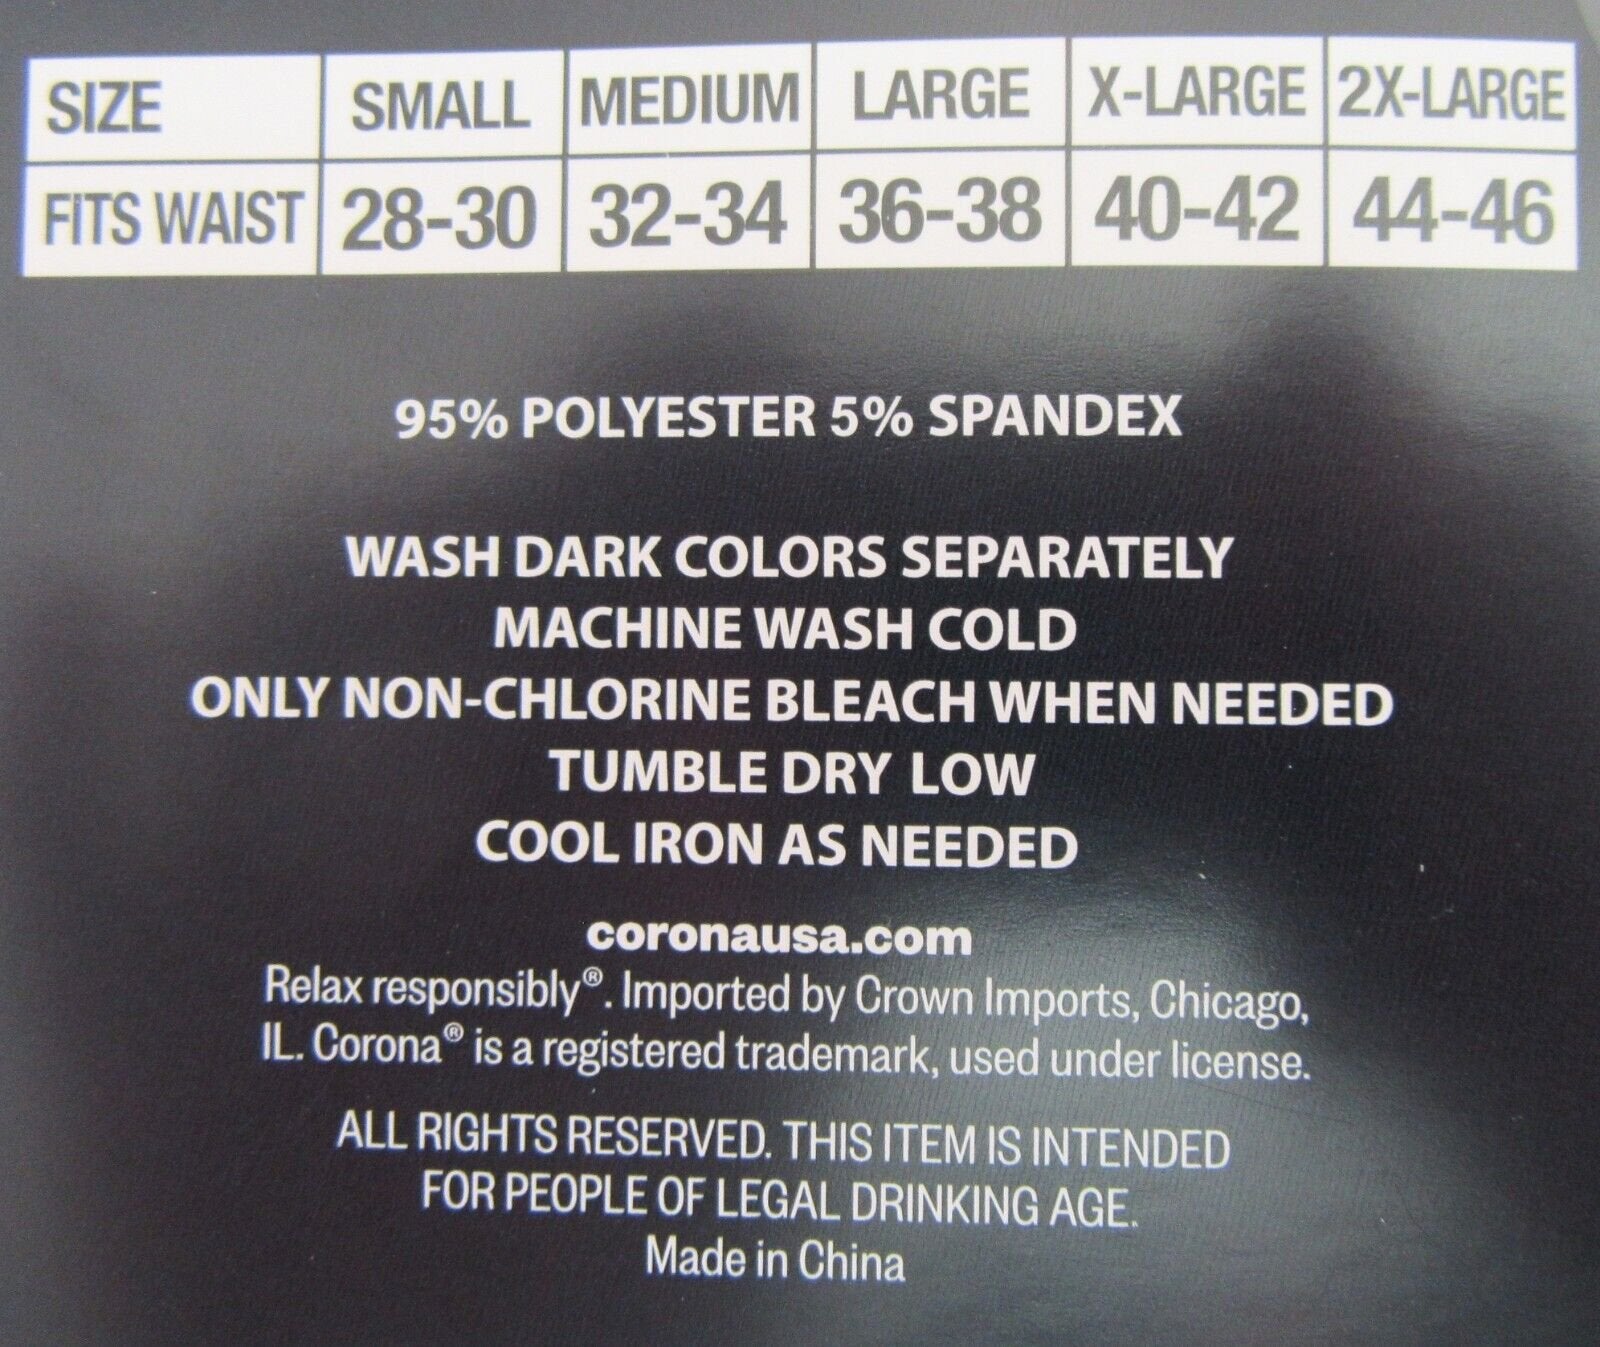 SIZE SMALL MEDIUM LARGE X-LARGE 2X-LARGE
FITS WAIST 28-30 32-34 36-38 40-42 44-46
95% POLYESTER 5% SPANDEX
WASH DARK COLORS SEPARATELY
MACHINE WASH COLD
ONLY NON-CHLORINE BLEACH WHEN NEEDED
TUMBLE DRY LOW
COOL IRON AS NEEDED
coronausa.com
Relax responsibly®. Imported by Crown Imports, Chicago,
IL. Corona® is a registered trademark, used under license.
ALL RIGHTS RESERVED. THIS ITEM IS INTENDED
FOR PEOPLE OF LEGAL DRINKING AGE.
Made in China